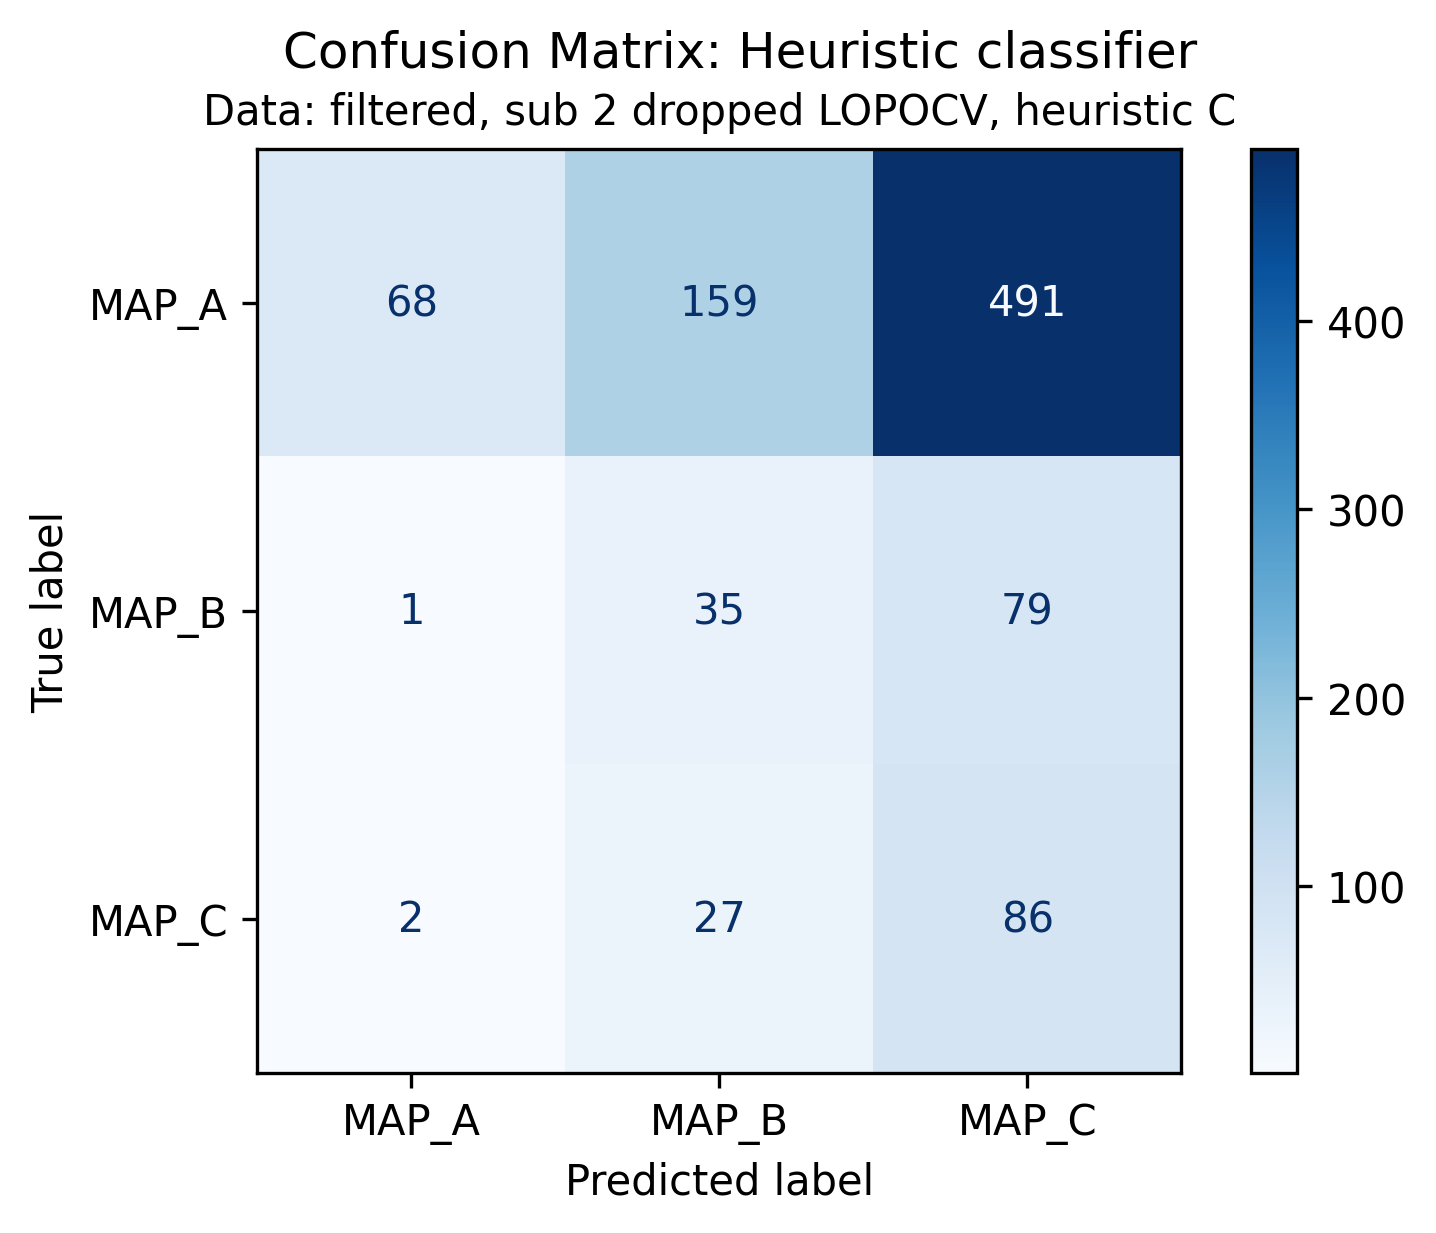 Confusion Matrix: Heuristic classifier
Data: filtered, sub 2 dropped LOPOCV, heuristic C
True label
MAP_A
68
159
491
MAP_B
1
35
79
MAP_C
2
27
86
MAP_A
MAP_B
MAP_C
Predicted label
400
300
200
100